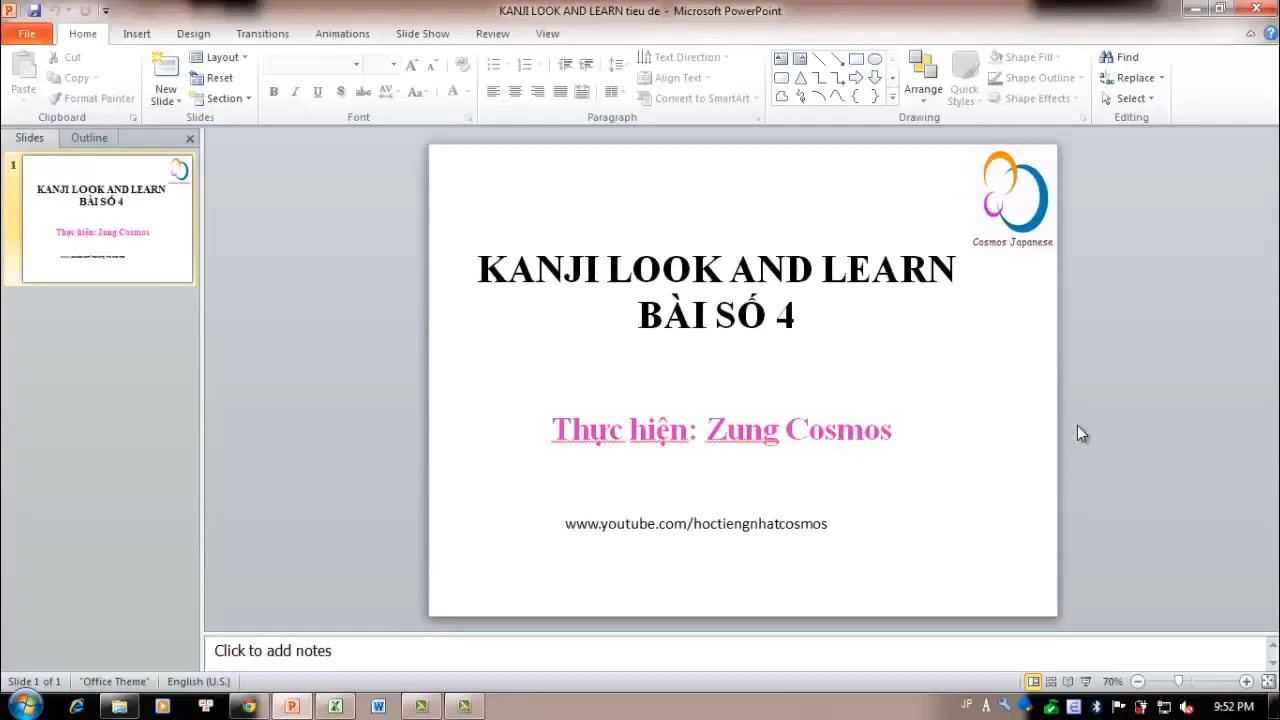 KANJI LOOK AND LEARN tieu de - Microsoft PowerPoint
File Home Insert Design Transitions Animations Slide Show Review View
Paste
Cut
Copy
Format Painter
Clipboard
New Slide
Layout
Reset
Section
Slides
Font
Text Direction
Align Text
Convert to SmartArt
Paragraph
Arrange
Quick Styles
Shape Fill
Shape Outline
Shape Effects
Drawing
Find
Replace
Select
Editing
Slides Outline
1
KANJI LOOK AND LEARN
BÀI SỐ 4
Thực hiện: Zung Cosmos
Cosmos Japanese
KANJI LOOK AND LEARN
BÀI SỐ 4
Thực hiện: Zung Cosmos
www.youtube.com/hoctiengnhatcosmos
Click to add notes
Slide 1 of 1 "Office Theme" English (U.S.) 70%
JP A 9:52 PM